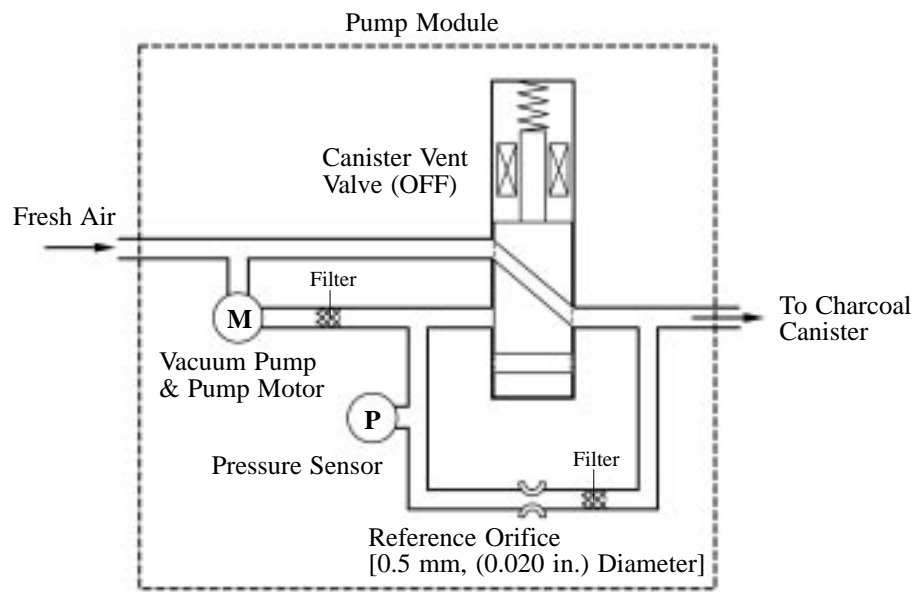 Pump Module
Canister Vent
Valve (OFF)
Fresh Air
Filter
M
To Charcoal
Canister
Vacuum Pump
& Pump Motor
P
Pressure Sensor
Filter
Reference Orifice
[0.5 mm, (0.020 in.) Diameter]